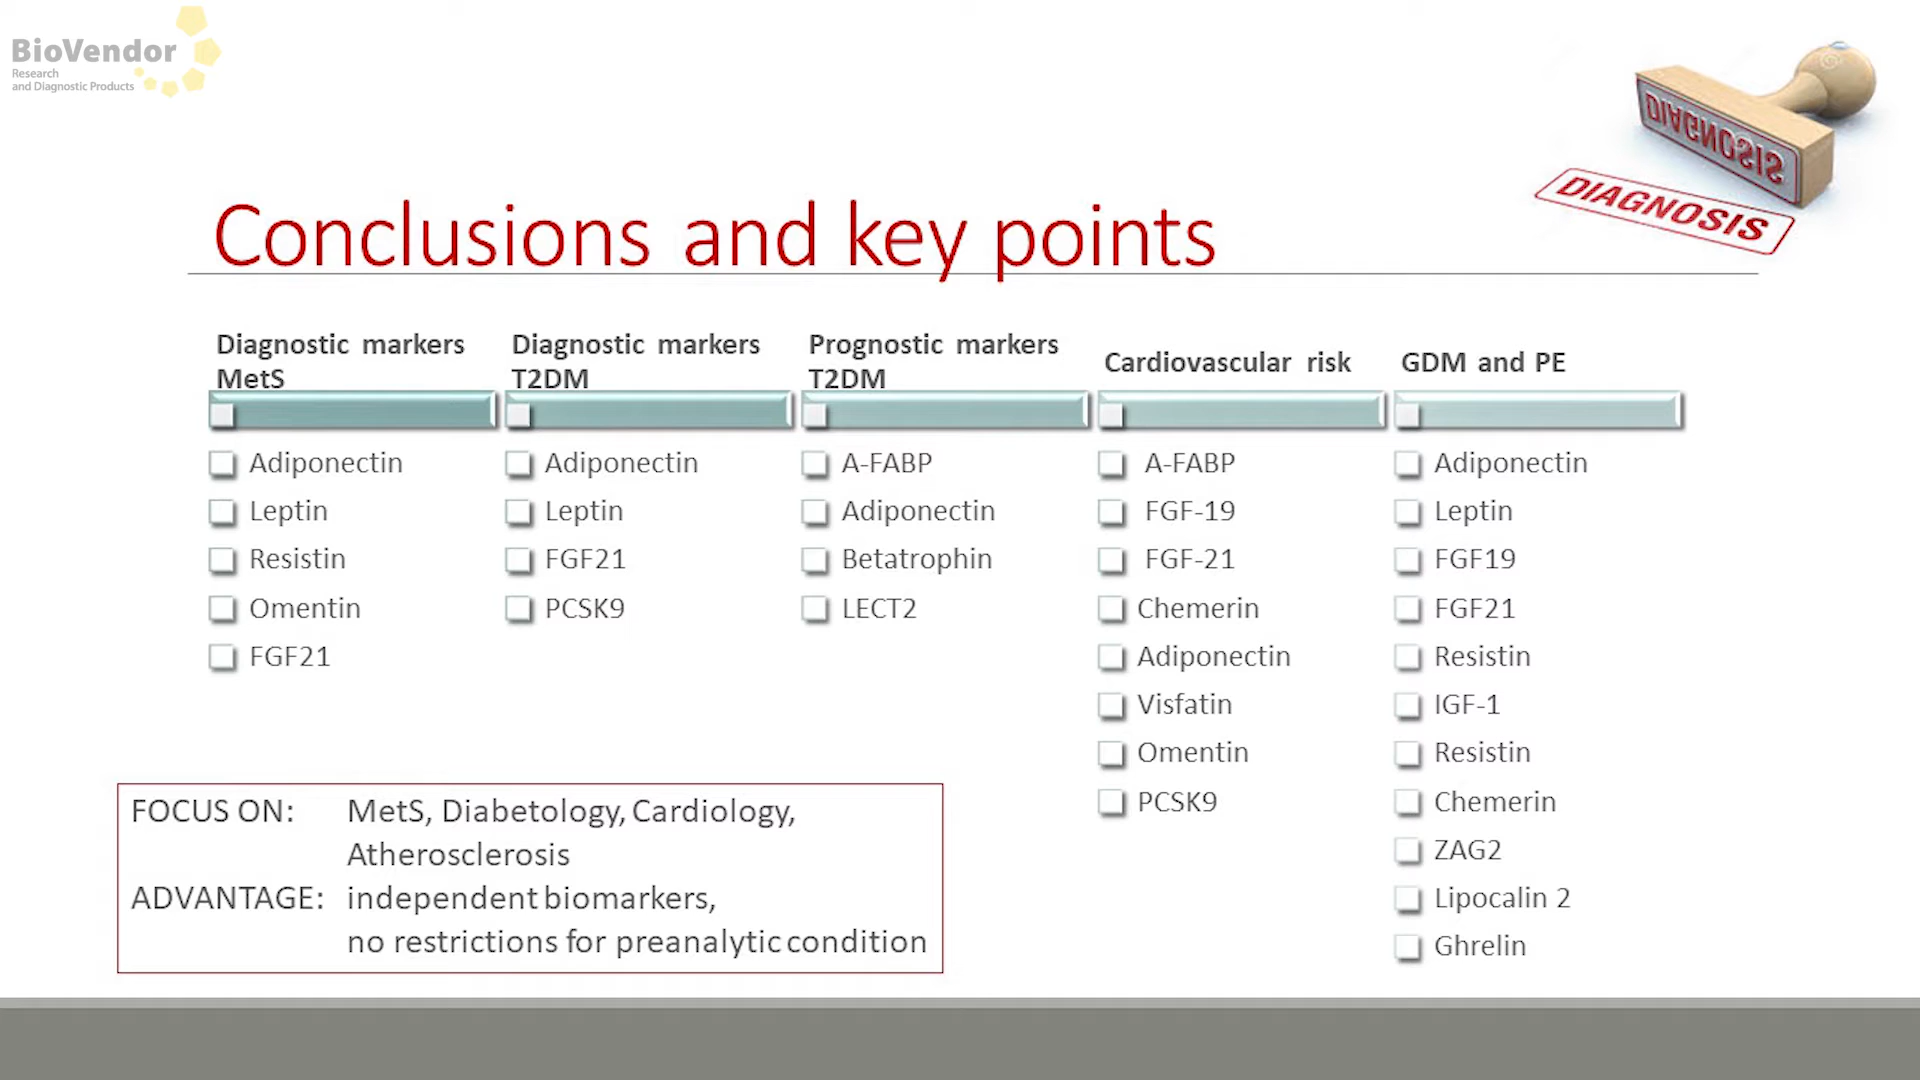 BioVendor
Research
and Diagnostic Products
DIAGNOSIS
DIAGNOSIS
Conclusions and key points
Diagnostic markers
MetS
Adiponectin
Leptin
Resistin
Omentin
FGF21
Diagnostic markers
T2DM
Adiponectin
Leptin
FGF21
PCSK9
Prognostic markers
T2DM
A-FABP
Adiponectin
Betatrophin
LECT2
Cardiovascular risk
A-FABP
FGF-19
FGF-21
Chemerin
Adiponectin
Visfatin
Omentin
PCSK9
GDM and PE
Adiponectin
Leptin
FGF19
FGF21
Resistin
IGF-1
Resistin
Chemerin
ZAG2
Lipocalin 2
Ghrelin
FOCUS ON: MetS, Diabetology, Cardiology,
Atherosclerosis
ADVANTAGE: independent biomarkers,
no restrictions for preanalytic condition